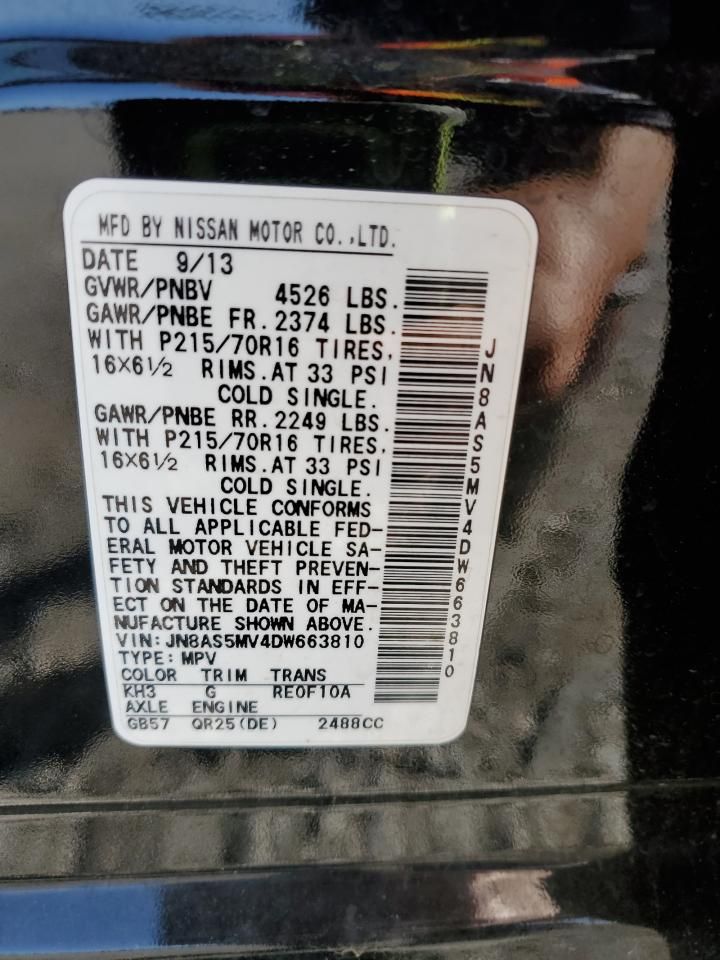 MFD BY NISSAN MOTOR CO.,LTD.
DATE 9/13
GVWR/PNBV 4526 LBS.
GAWR/PNBE FR. 2374 LBS.
WITH P215/70R16 TIRES,
16X6½ RIMS.AT 33 PSI
COLD SINGLE.
GAWR/PNBE RR. 2249 LBS.
WITH P215/70R16 TIRES,
16X6½ RIMS.AT 33 PSI
COLD SINGLE.
THIS VEHICLE CONFORMS
TO ALL APPLICABLE FED-
ERAL MOTOR VEHICLE SA-
FETY AND THEFT PREVEN-
TION STANDARDS IN EFF-
ECT ON THE DATE OF MA-
NUFACTURE SHOWN ABOVE.
VIN:JN8AS5MV4DW663810
TYPE:MPV
COLOR TRIM TRANS
KH3 G RE0F10A
AXLE ENGINE
GB57 QR25(DE) 2488CC
JN8AS5MV4DW663810